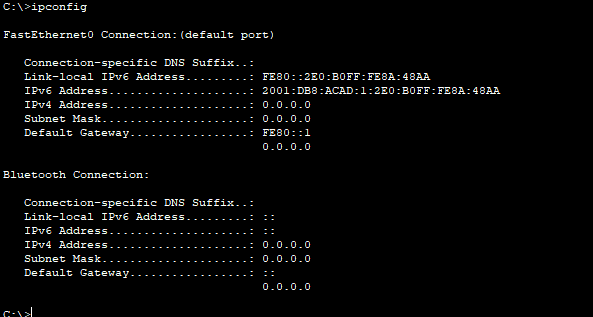 C:\>ipconfig
FastEthernet0 Connection:(default port)
Connection-specific DNS Suffix..:
Link-local IPv6 Address.........: FE80::2E0:B0FF:FE8A:48AA
IPv6 Address....................: 2001:DB8:ACAD:1:2E0:B0FF:FE8A:48AA
IPv4 Address....................: 0.0.0.0
Subnet Mask.....................: 0.0.0.0
Default Gateway.................: FE80::1
0.0.0.0
Bluetooth Connection:
Connection-specific DNS Suffix..:
Link-local IPv6 Address.........: ::
IPv6 Address....................: ::
IPv4 Address....................: 0.0.0.0
Subnet Mask.....................: 0.0.0.0
Default Gateway.................: ::
0.0.0.0
C:\>